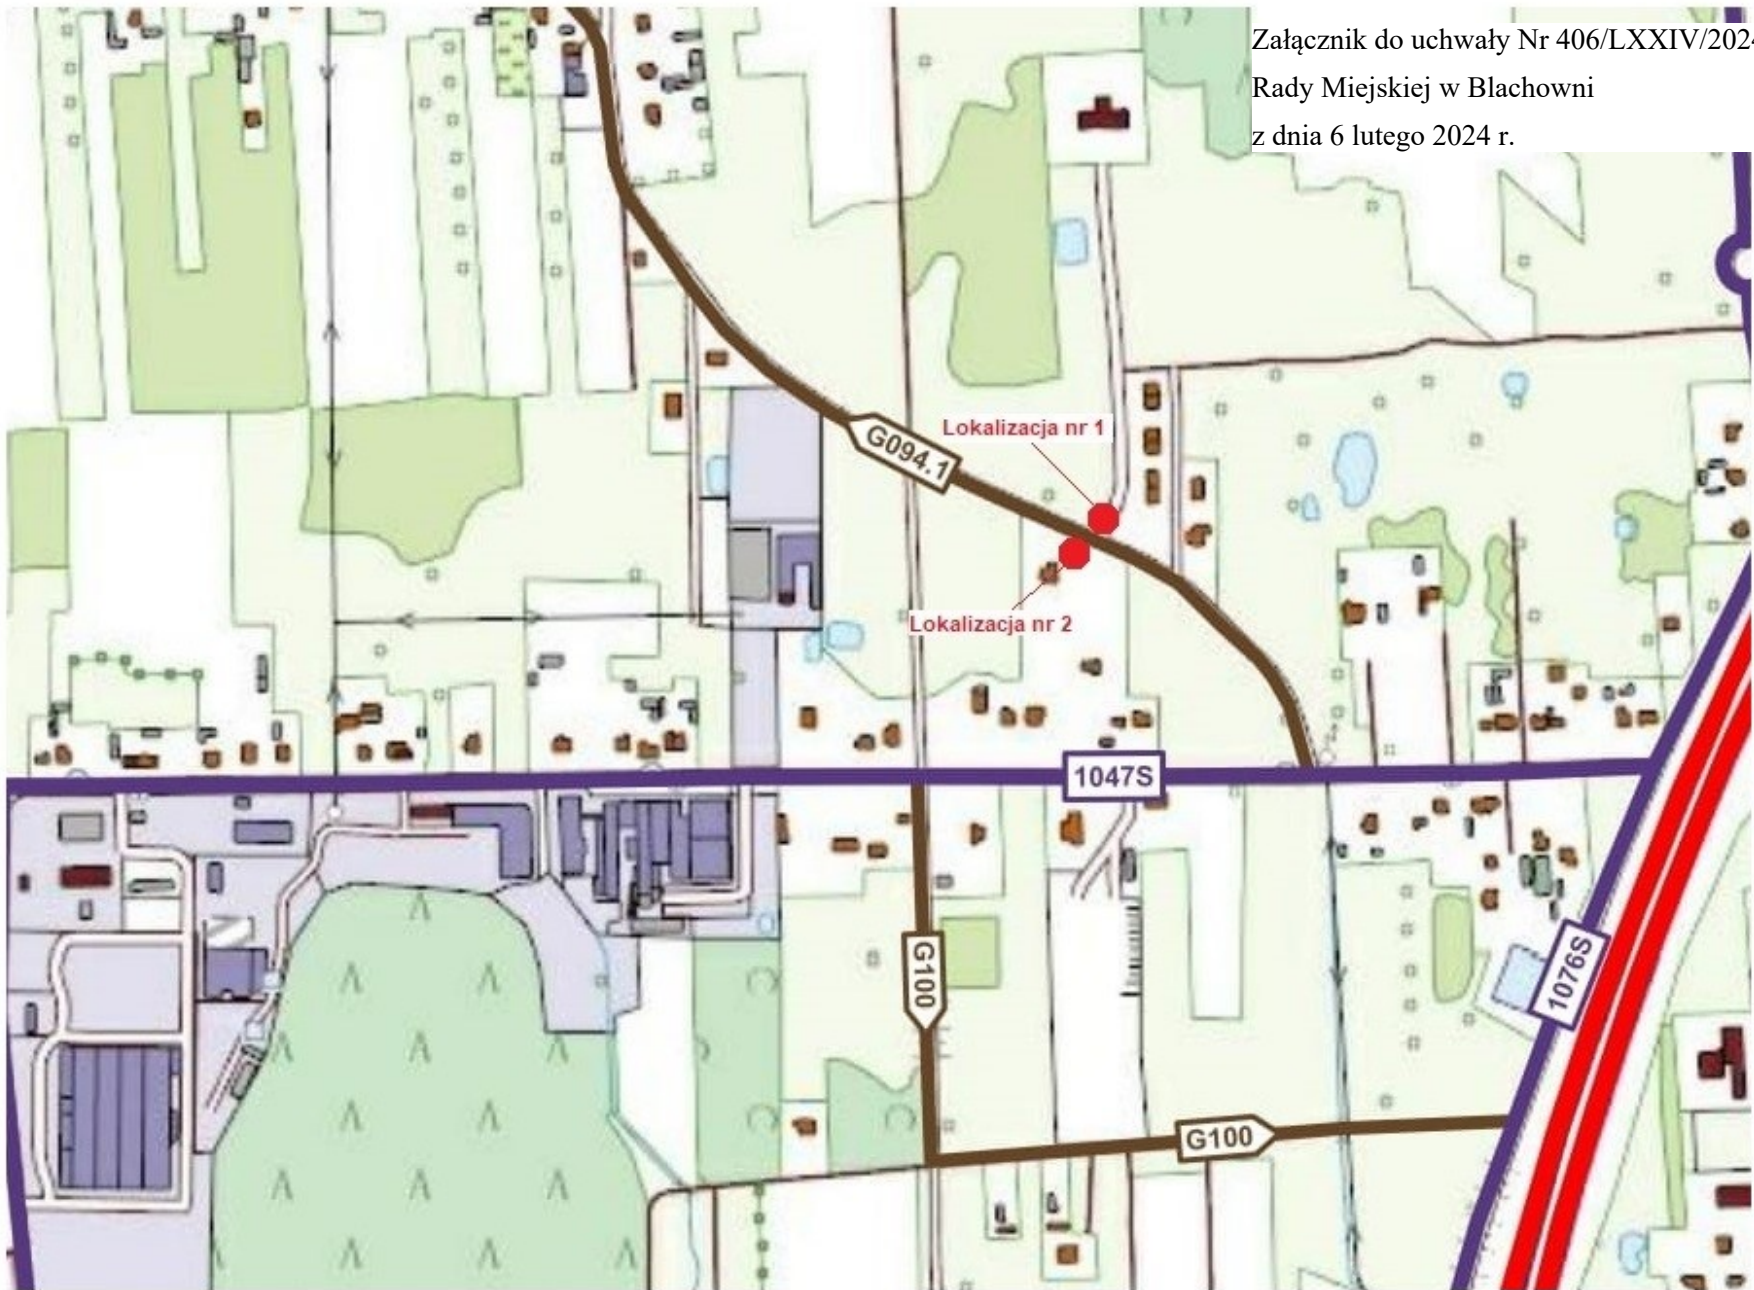 Załącznik do uchwały Nr 406/LXXIV/2024
Rady Miejskiej w Blachowni
z dnia 6 lutego 2024 r.
Lokalizacja nr 1
G094.1
Lokalizacja nr 2
1047S
G100
1076S
G100